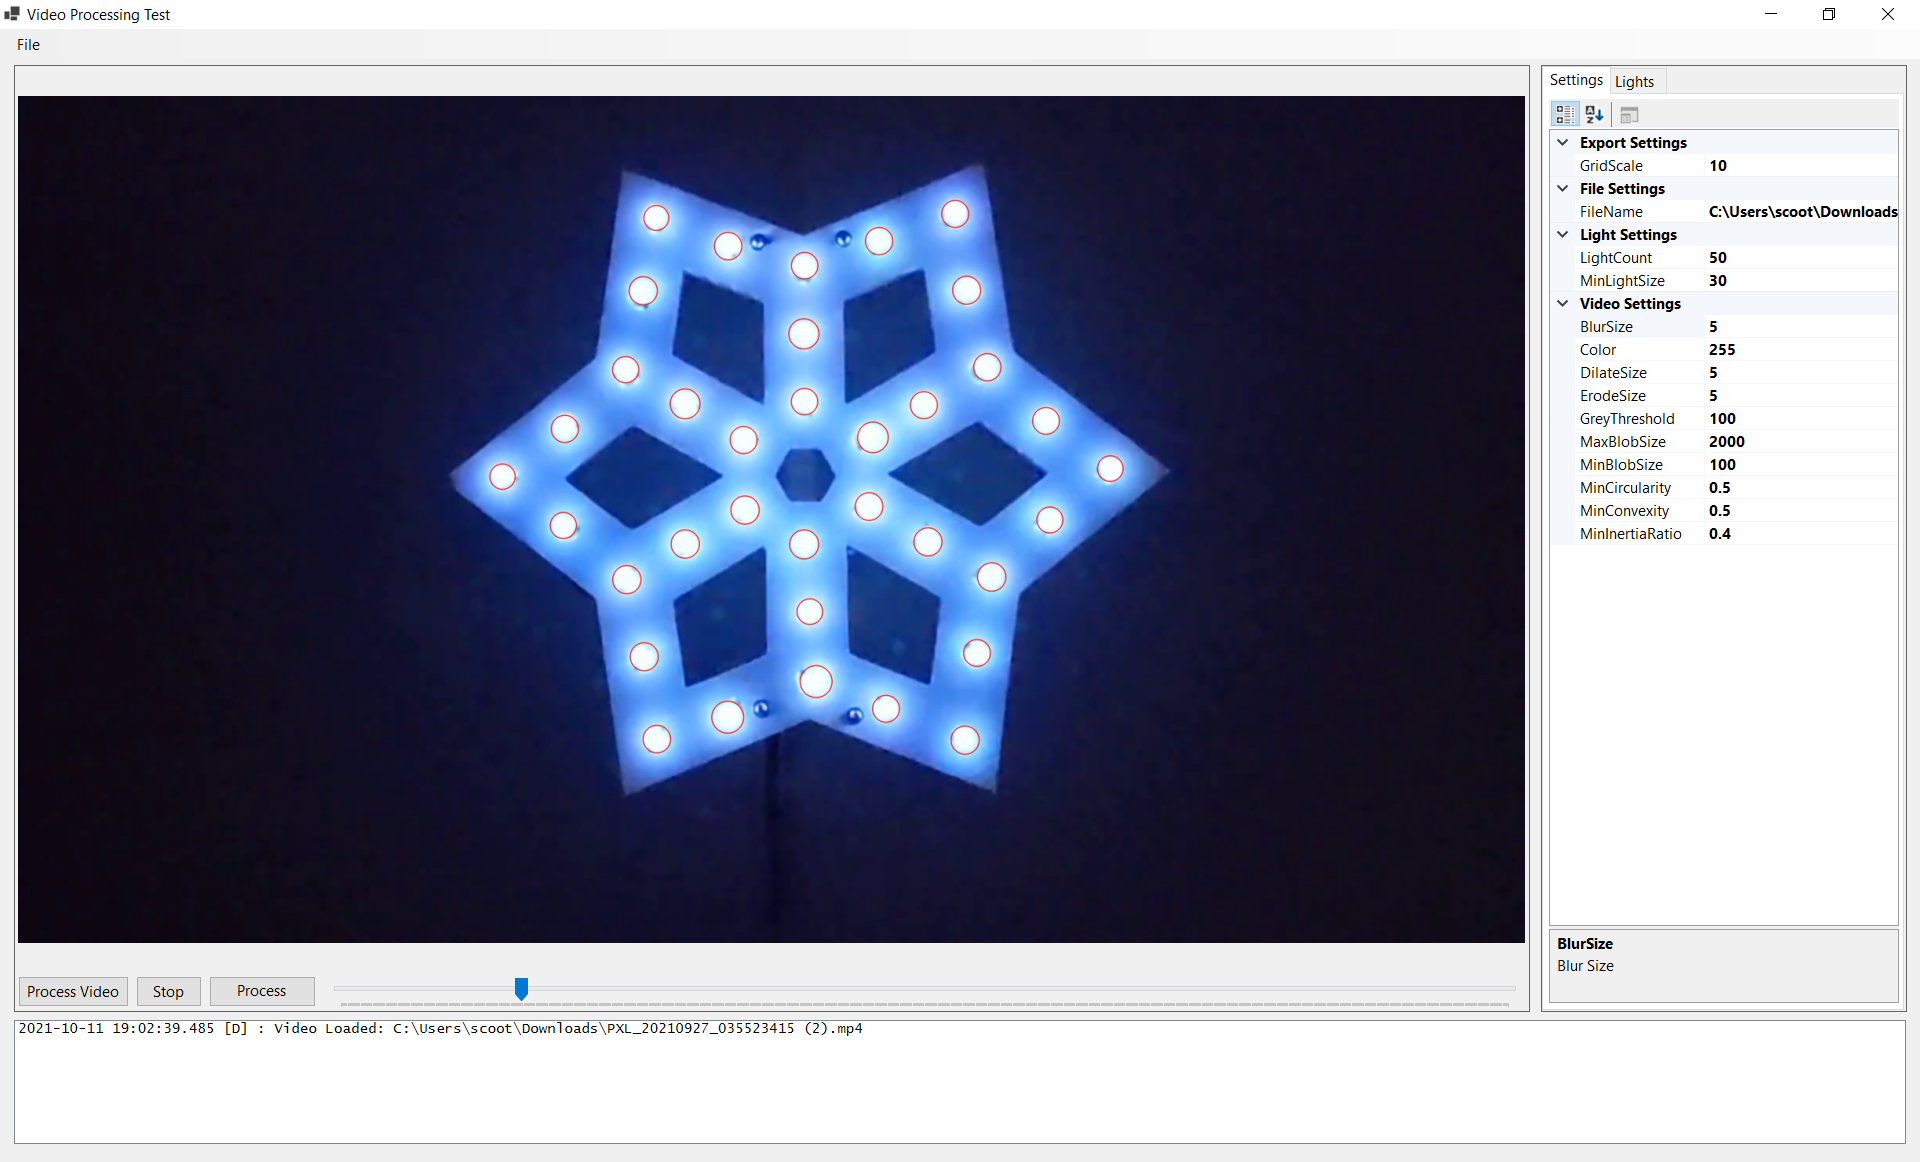 Video Processing Test
File
Settings
Lights
Export Settings
GridScale 10
File Settings
FileName C:\Users\scoot\Downloads
Light Settings
LightCount 50
MinLightSize 30
Video Settings
BlurSize 5
Color 255
DilateSize 5
ErodeSize 5
GreyThreshold 100
MaxBlobSize 2000
MinBlobSize 100
MinCircularity 0.5
MinConvexity 0.5
MinInertiaRatio 0.4
BlurSize
Blur Size
Process Video
Stop
Process
2021-10-11 19:02:39.485 [D] : Video Loaded: C:\Users\scoot\Downloads\PXL_20210927_035523415 (2).mp4